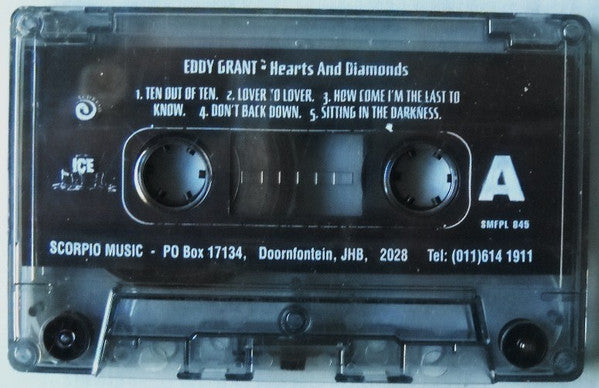 EDDY GRANT - Hearts And Diamonds
1. TEN OUT OF TEN. 2. LOVER TO LOVER. 3. HOW COME I'M THE LAST TO
KNOW. 4. DON'T BACK DOWN. 5. SITTING IN THE DARKNESS.
ICE
A
SMFPL 845
SCORPIO MUSIC - PO Box 17134, Doornfontein, JHB, 2028 Tel: (011)614 1911